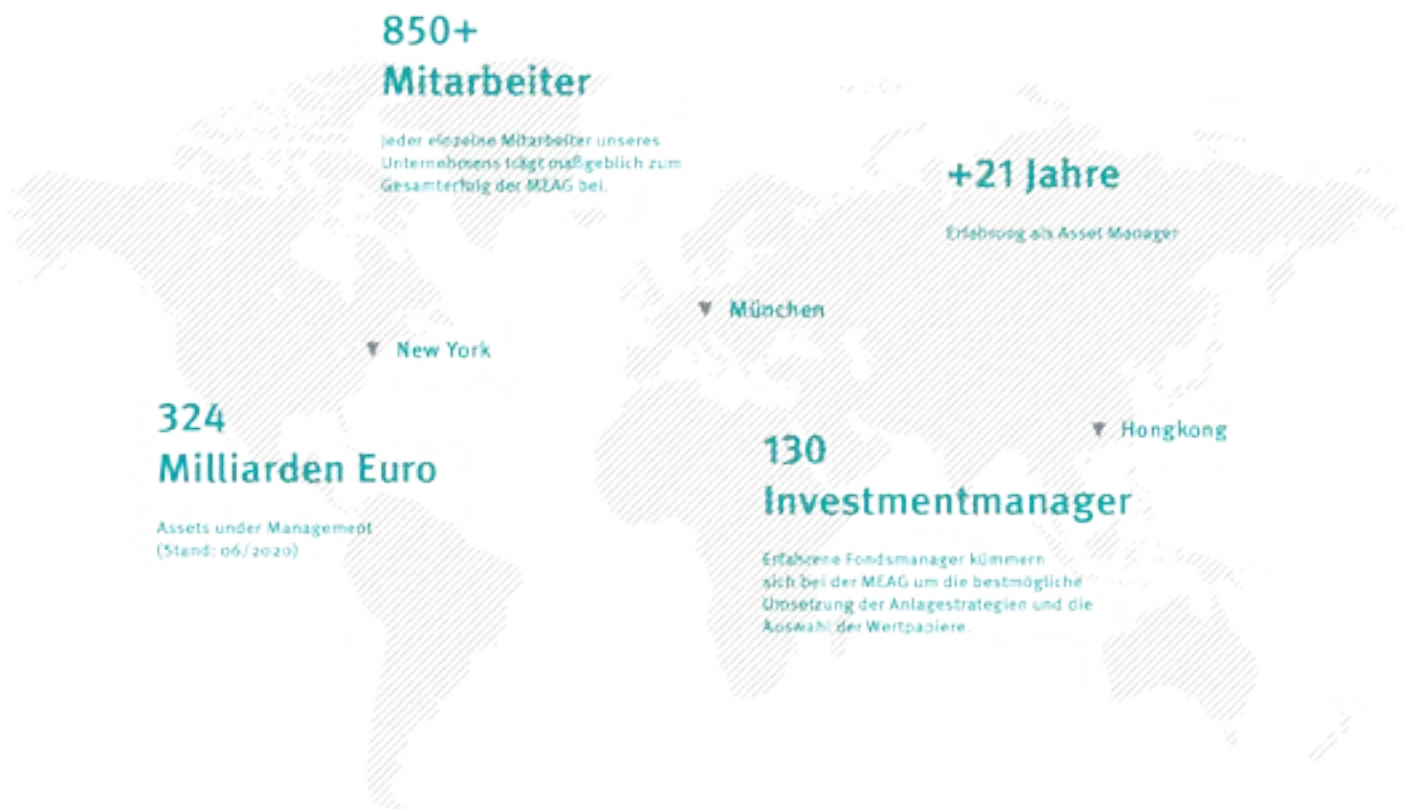 850+
Mitarbeiter
Jeder einzelne Mitarbeiter unseres
Unternehmens trägt maßgeblich zum
Gesamterfolg der MEAG bei.
+21 Jahre
Erfahrung als Asset Manager
München
New York
324
Milliarden Euro
Assets under Management
(Stand: 06/2020)
Hongkong
130
Investmentmanager
Erfahrene Fondsmanager kümmern
sich bei der MEAG um die bestmögliche
Umsetzung der Anlagestrategien und die
Auswahl der Wertpapiere.